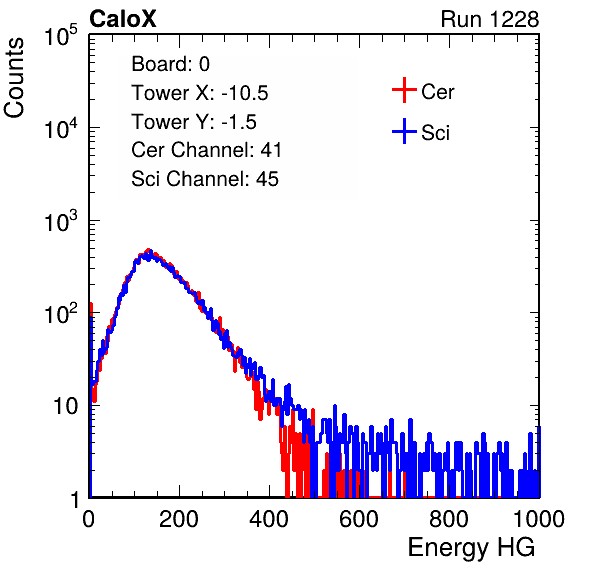 CaloX Run 1228
Counts
10^5
10^4
10^3
10^2
10
1
Board: 0
Tower X: -10.5
Tower Y: -1.5
Cer Channel: 41
Sci Channel: 45
Cer
Sci
0 200 400 600 800 1000
Energy HG